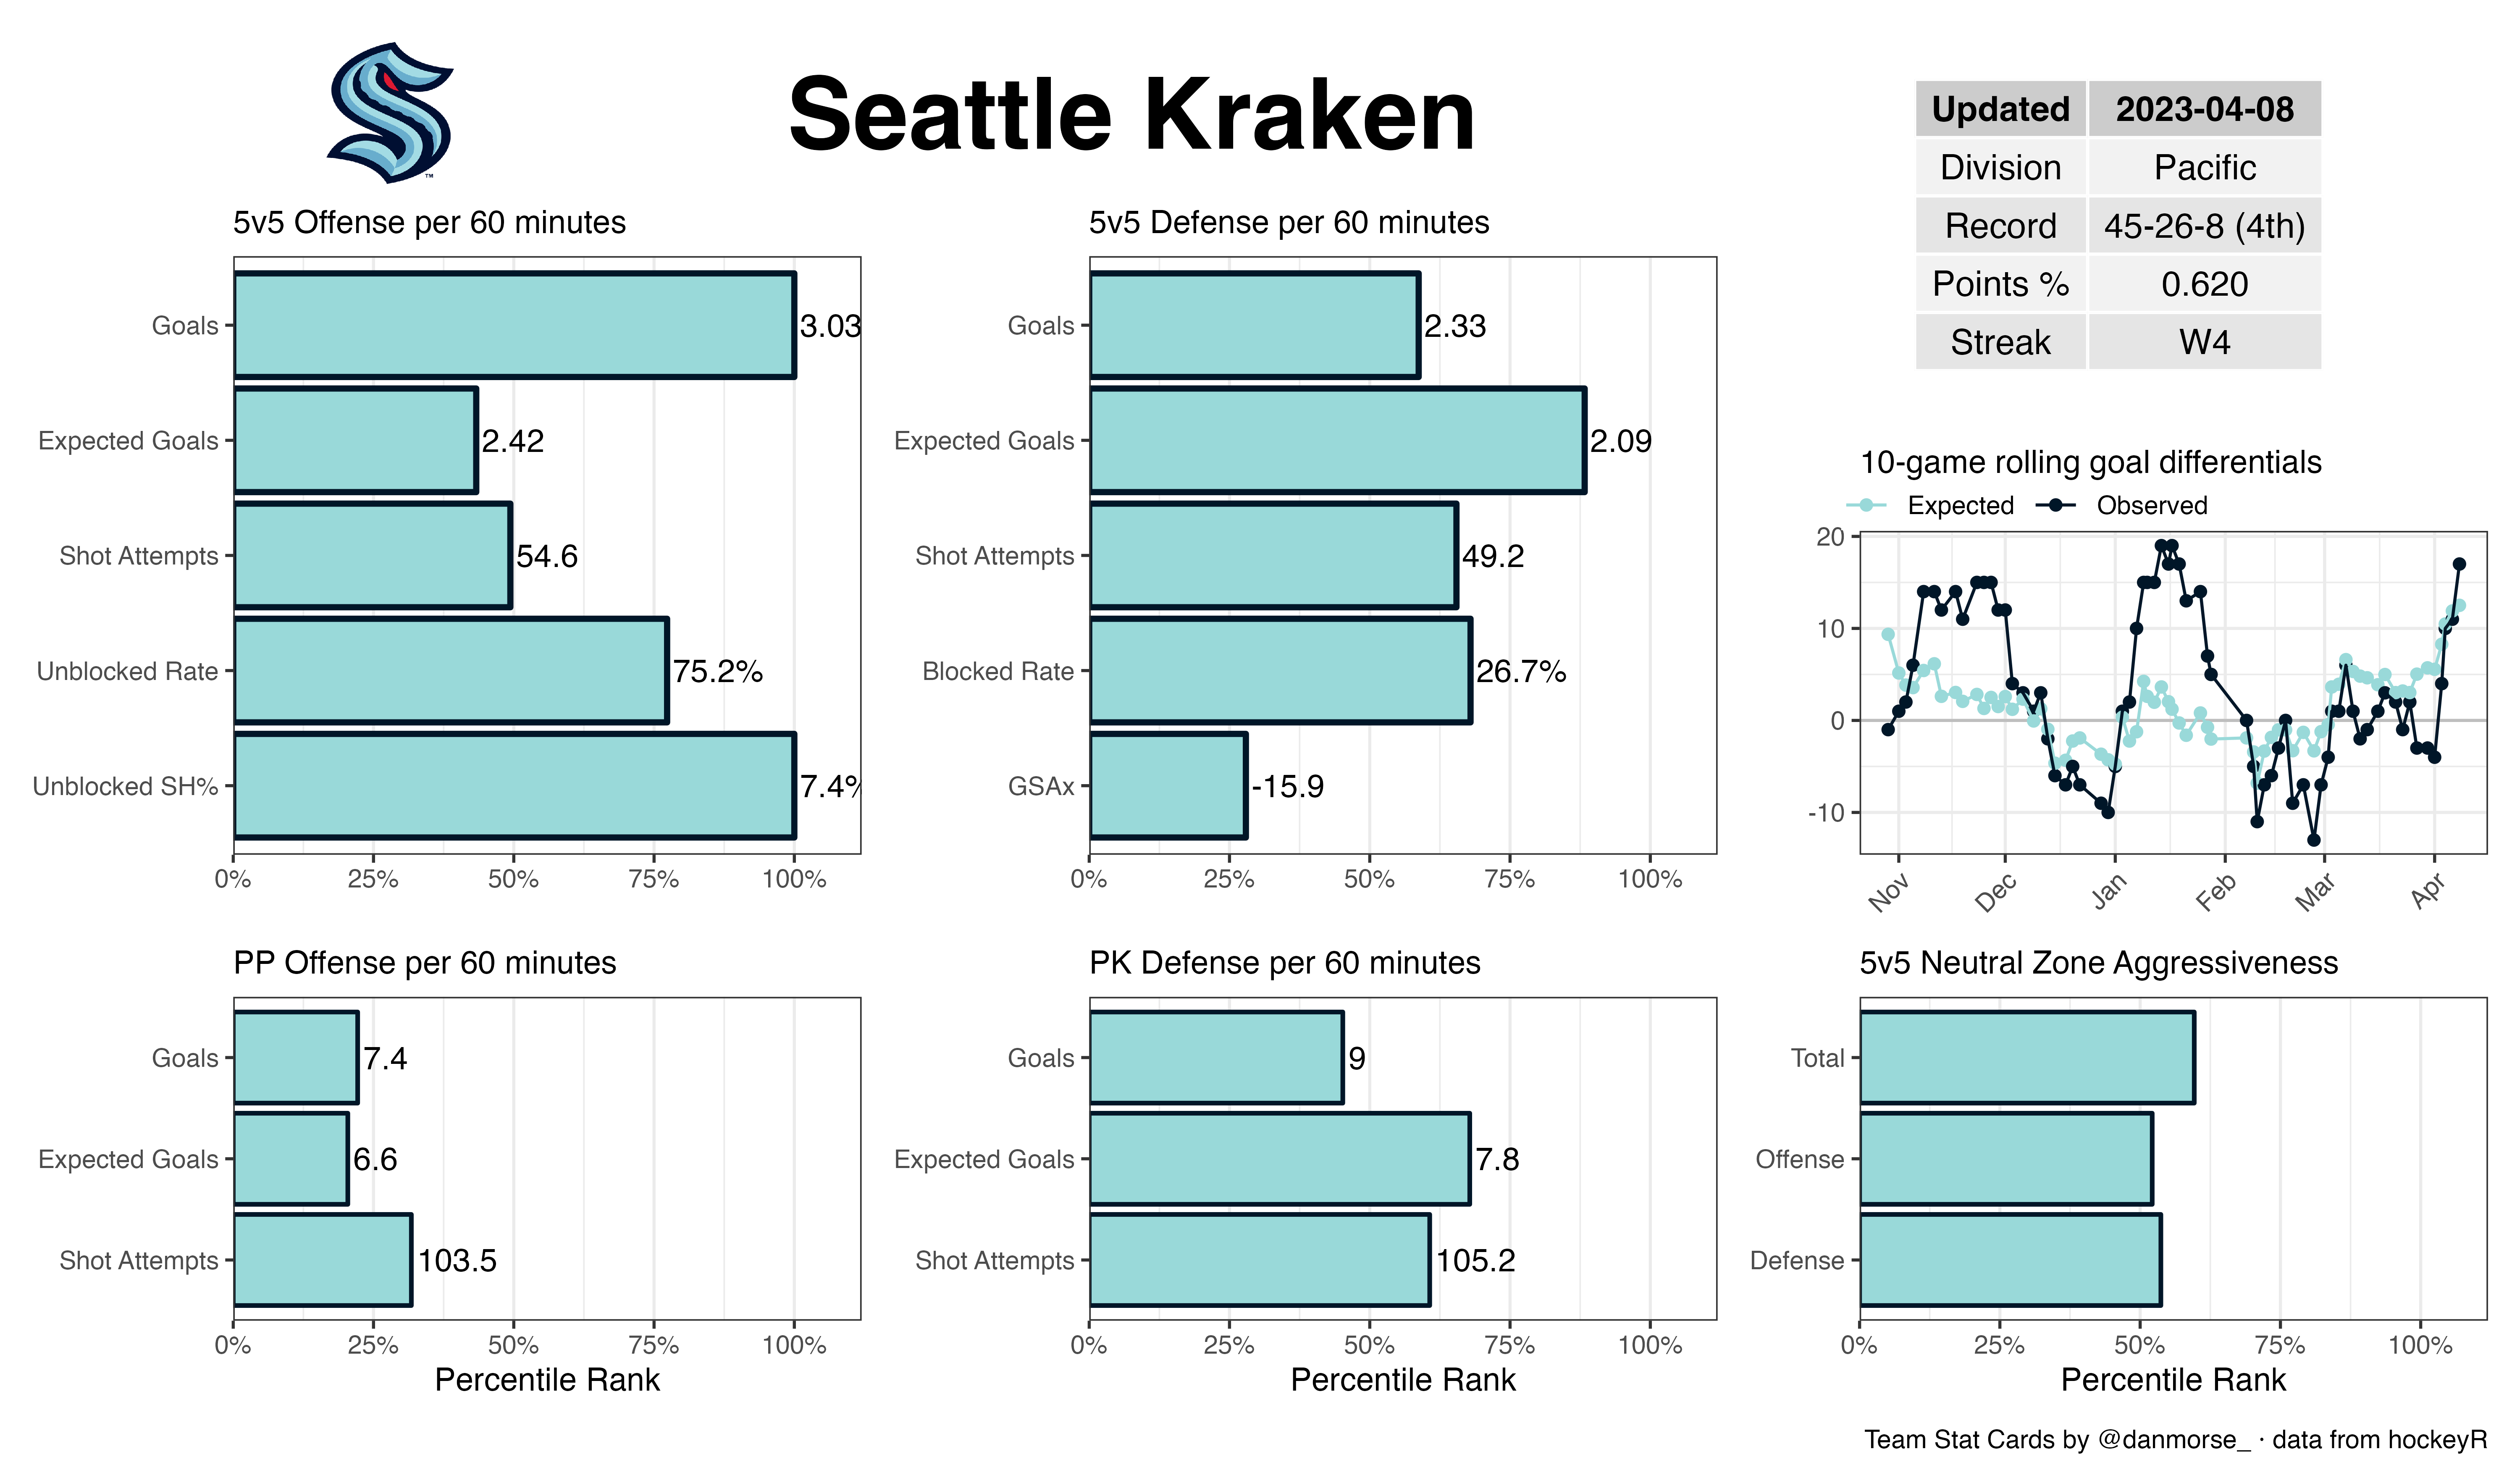 Seattle Kraken
TM
Updated 2023-04-08
Division Pacific
Record 45-26-8 (4th)
Points % 0.620
Streak W4
5v5 Offense per 60 minutes
Goals 3.03
Expected Goals 2.42
Shot Attempts 54.6
Unblocked Rate 75.2%
Unblocked SH% 7.4%
0% 25% 50% 75% 100%
5v5 Defense per 60 minutes
Goals 2.33
Expected Goals 2.09
Shot Attempts 49.2
Blocked Rate 26.7%
GSAx -15.9
0% 25% 50% 75% 100%
10-game rolling goal differentials
Expected Observed
20
10
0
-10
Nov Dec Jan Feb Mar Apr
PP Offense per 60 minutes
Goals 7.4
Expected Goals 6.6
Shot Attempts 103.5
0% 25% 50% 75% 100%
Percentile Rank
PK Defense per 60 minutes
Goals 9
Expected Goals 7.8
Shot Attempts 105.2
0% 25% 50% 75% 100%
Percentile Rank
5v5 Neutral Zone Aggressiveness
Total
Offense
Defense
0% 25% 50% 75% 100%
Percentile Rank
Team Stat Cards by @danmorse_ · data from hockeyR